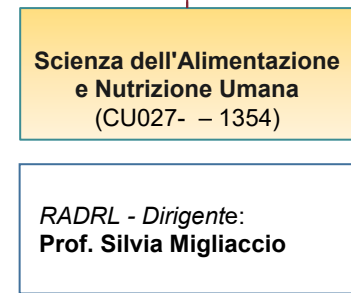 Scienza dell'Alimentazione
e Nutrizione Umana
(CU027- – 1354)
RADRL - Dirigente:
Prof. Silvia Migliaccio